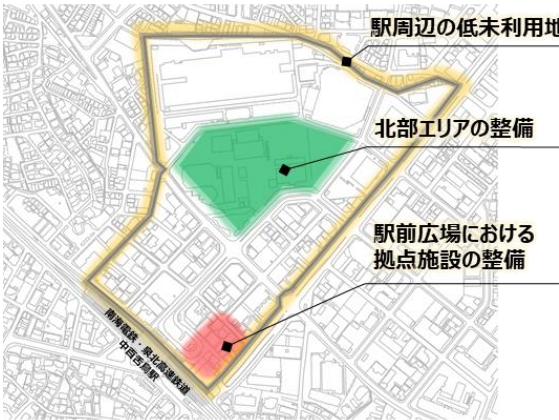 駅周辺の低未利用地
北部エリアの整備
駅前広場における
拠点施設の整備
南海電鉄・泉北高速鉄道
中百舌鳥駅